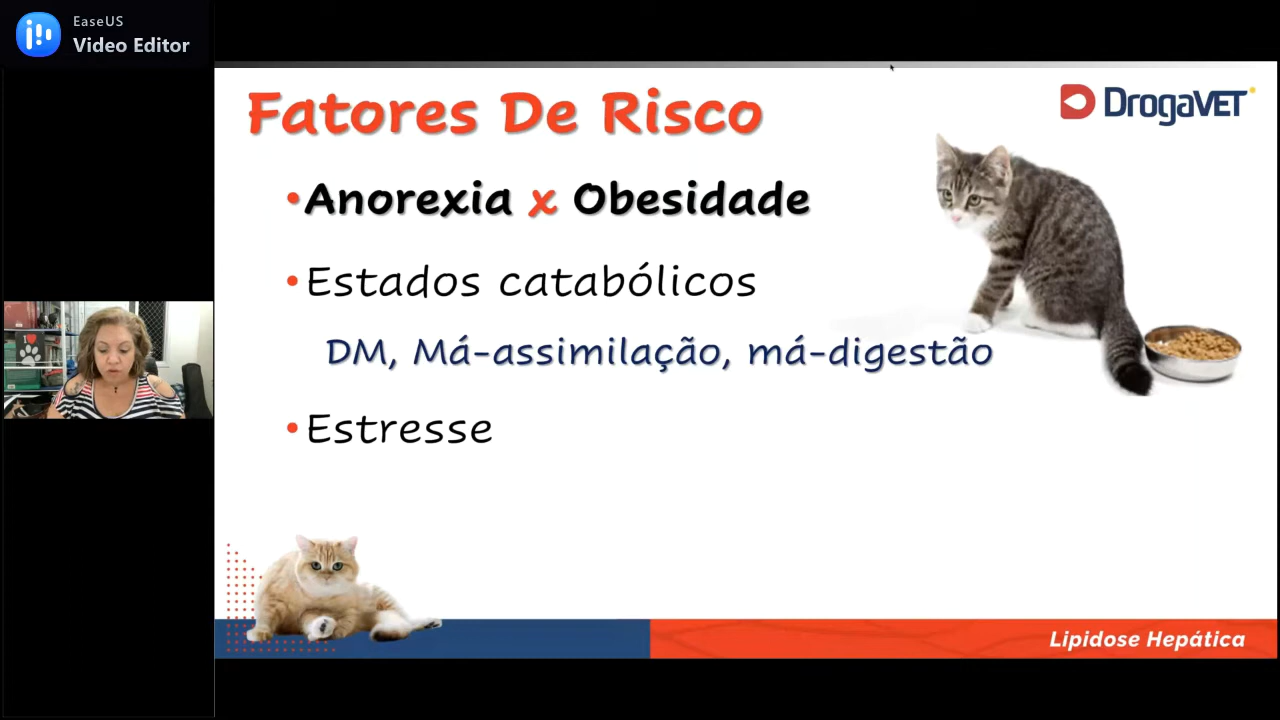 EaseUS
Video Editor
Fatores De Risco
DrogaVET
•Anorexia x Obesidade
•Estados catabólicos
DM, Má-assimilação, má-digestão
•Estresse
Lipidose Hepática